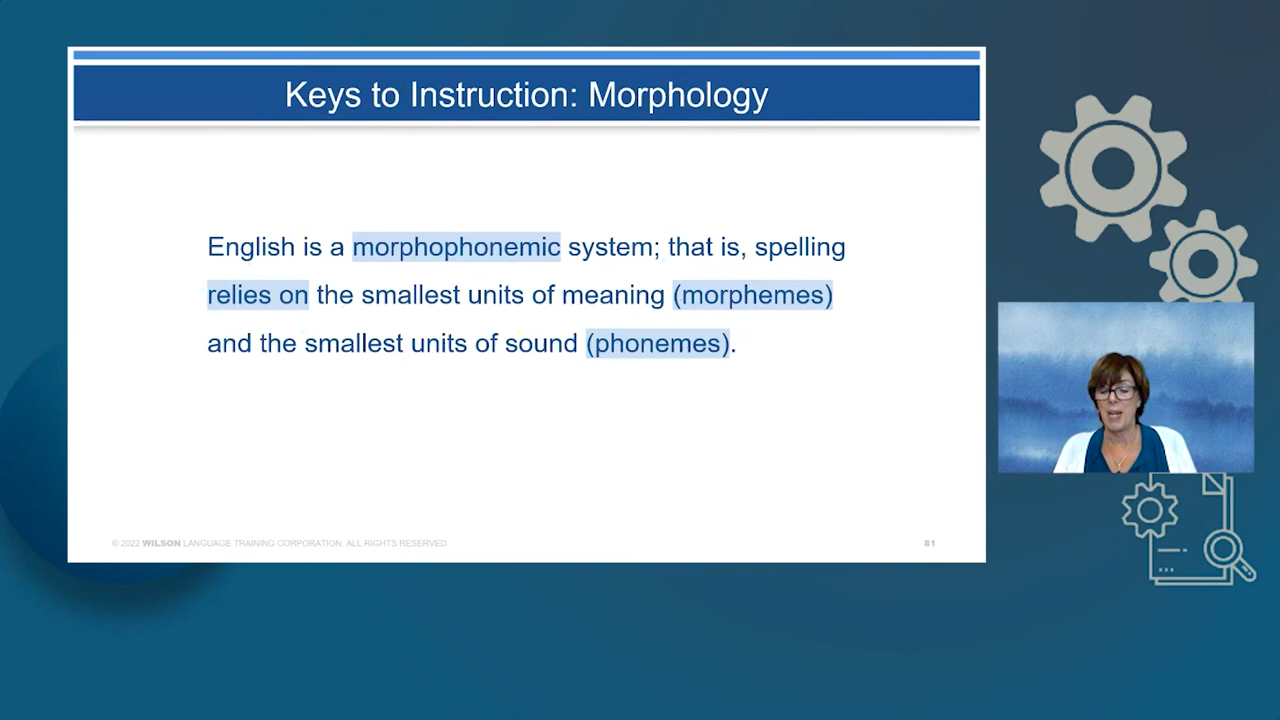 Keys to Instruction: Morphology
English is a morphophonemic system; that is, spelling
relies on the smallest units of meaning (morphemes)
and the smallest units of sound (phonemes).
© 2022 WILSON LANGUAGE TRAINING CORPORATION. ALL RIGHTS RESERVED.
81